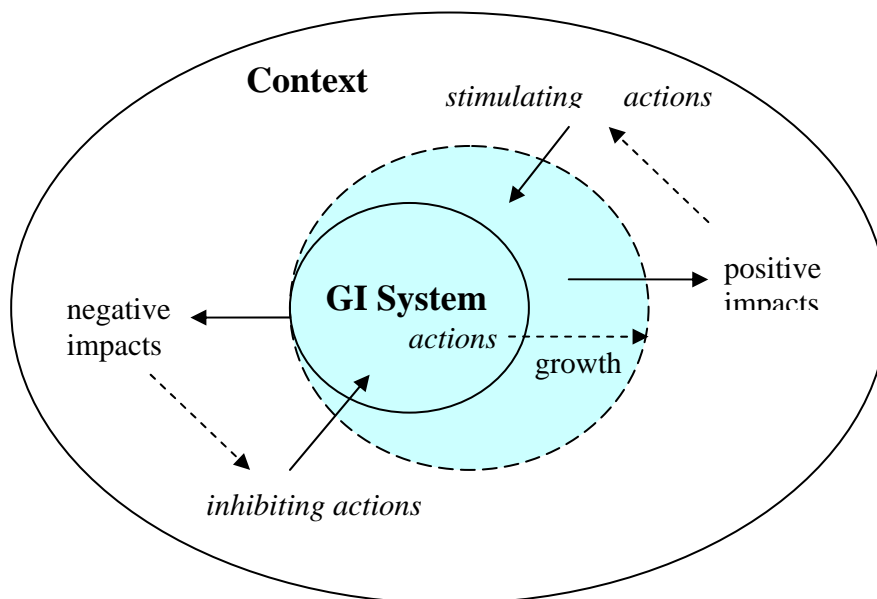 Context
stimulating actions
positive
impacts
GI System
negative
impacts
actions
growth
inhibiting actions